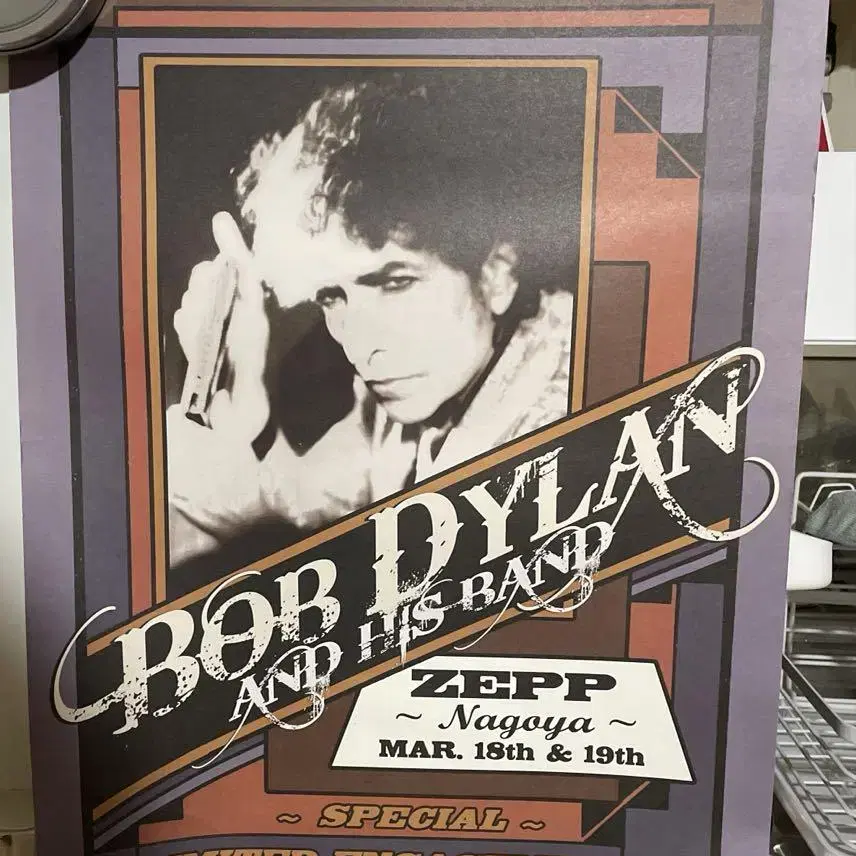 BOB DYLAN
AND HIS BAND
ZEPP
~ Nagoya ~
MAR. 18th & 19th
~ SPECIAL ~